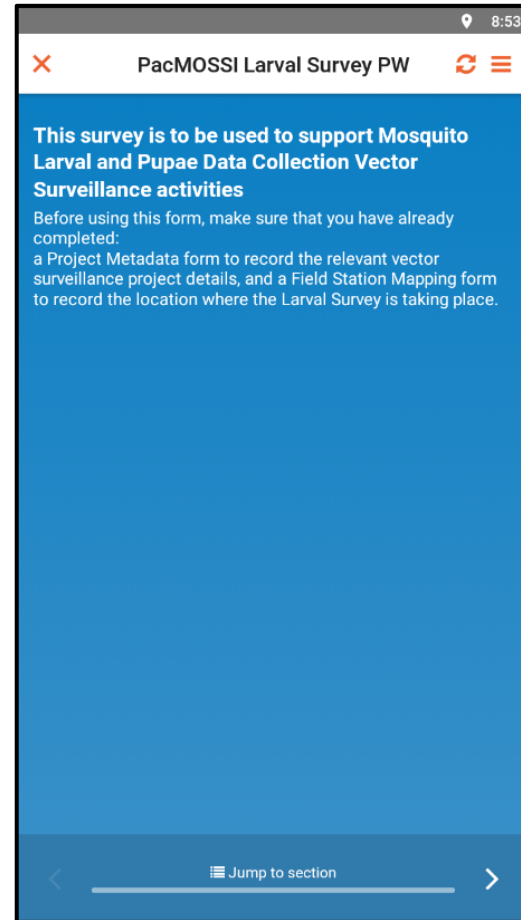 8:53
PacMOSSI Larval Survey PW
This survey is to be used to support Mosquito
Larval and Pupae Data Collection Vector
Surveillance activities
Before using this form, make sure that you have already
completed:
a Project Metadata form to record the relevant vector
surveillance project details, and a Field Station Mapping form
to record the location where the Larval Survey is taking place.
Jump to section